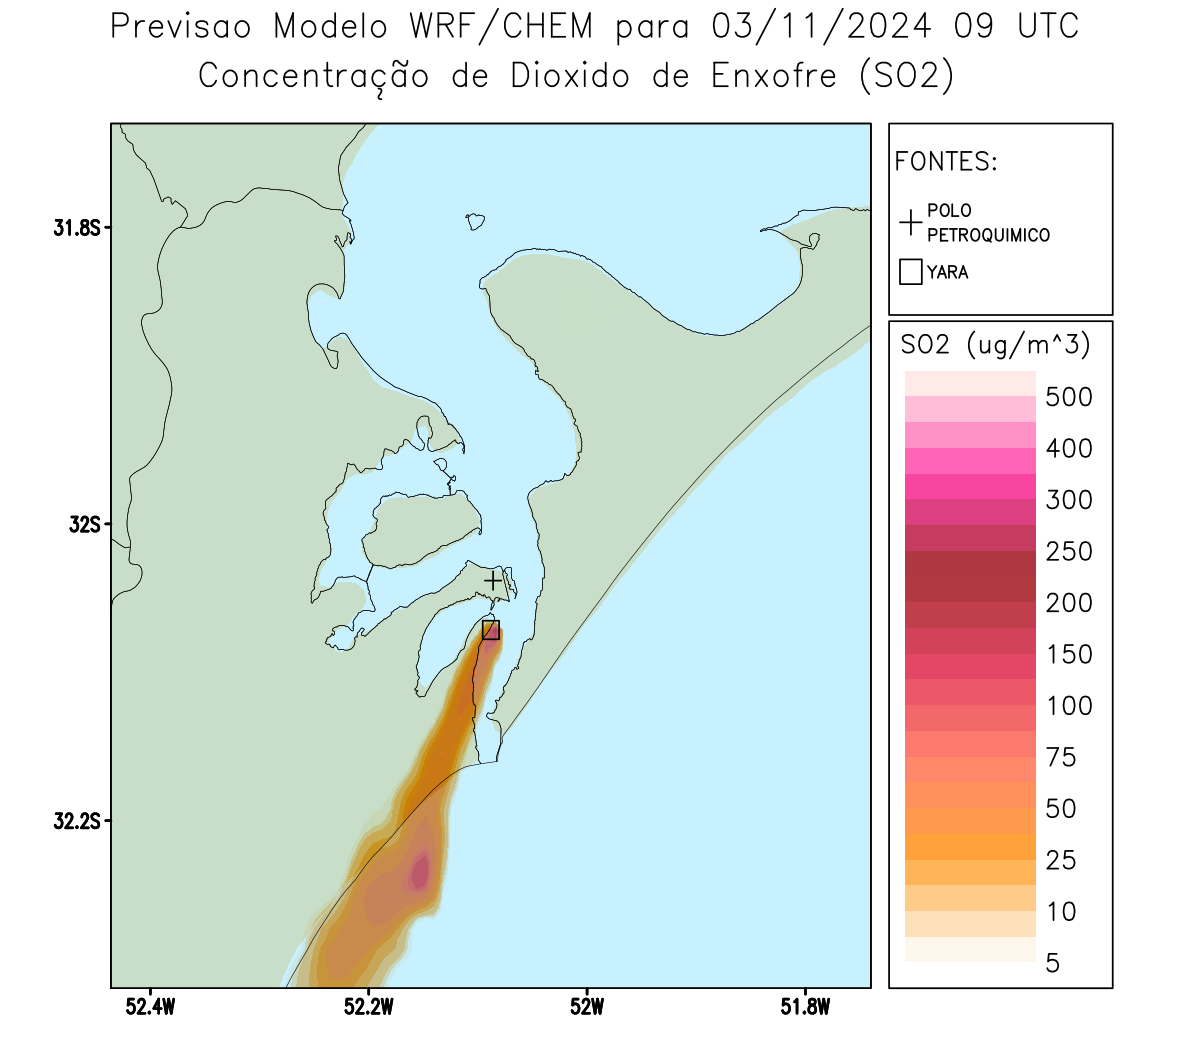 Previsao Modelo WRF/CHEM para 03/11/2024 09 UTC
Concentração de Dioxido de Enxofre (SO2)
FONTES:
POLO
PETROQUIMICO
YARA
31.8S
32S
32.2S
52.4W
52.2W
52W
51.8W
SO2 (ug/m^3)
500
400
300
250
200
150
100
75
50
25
10
5